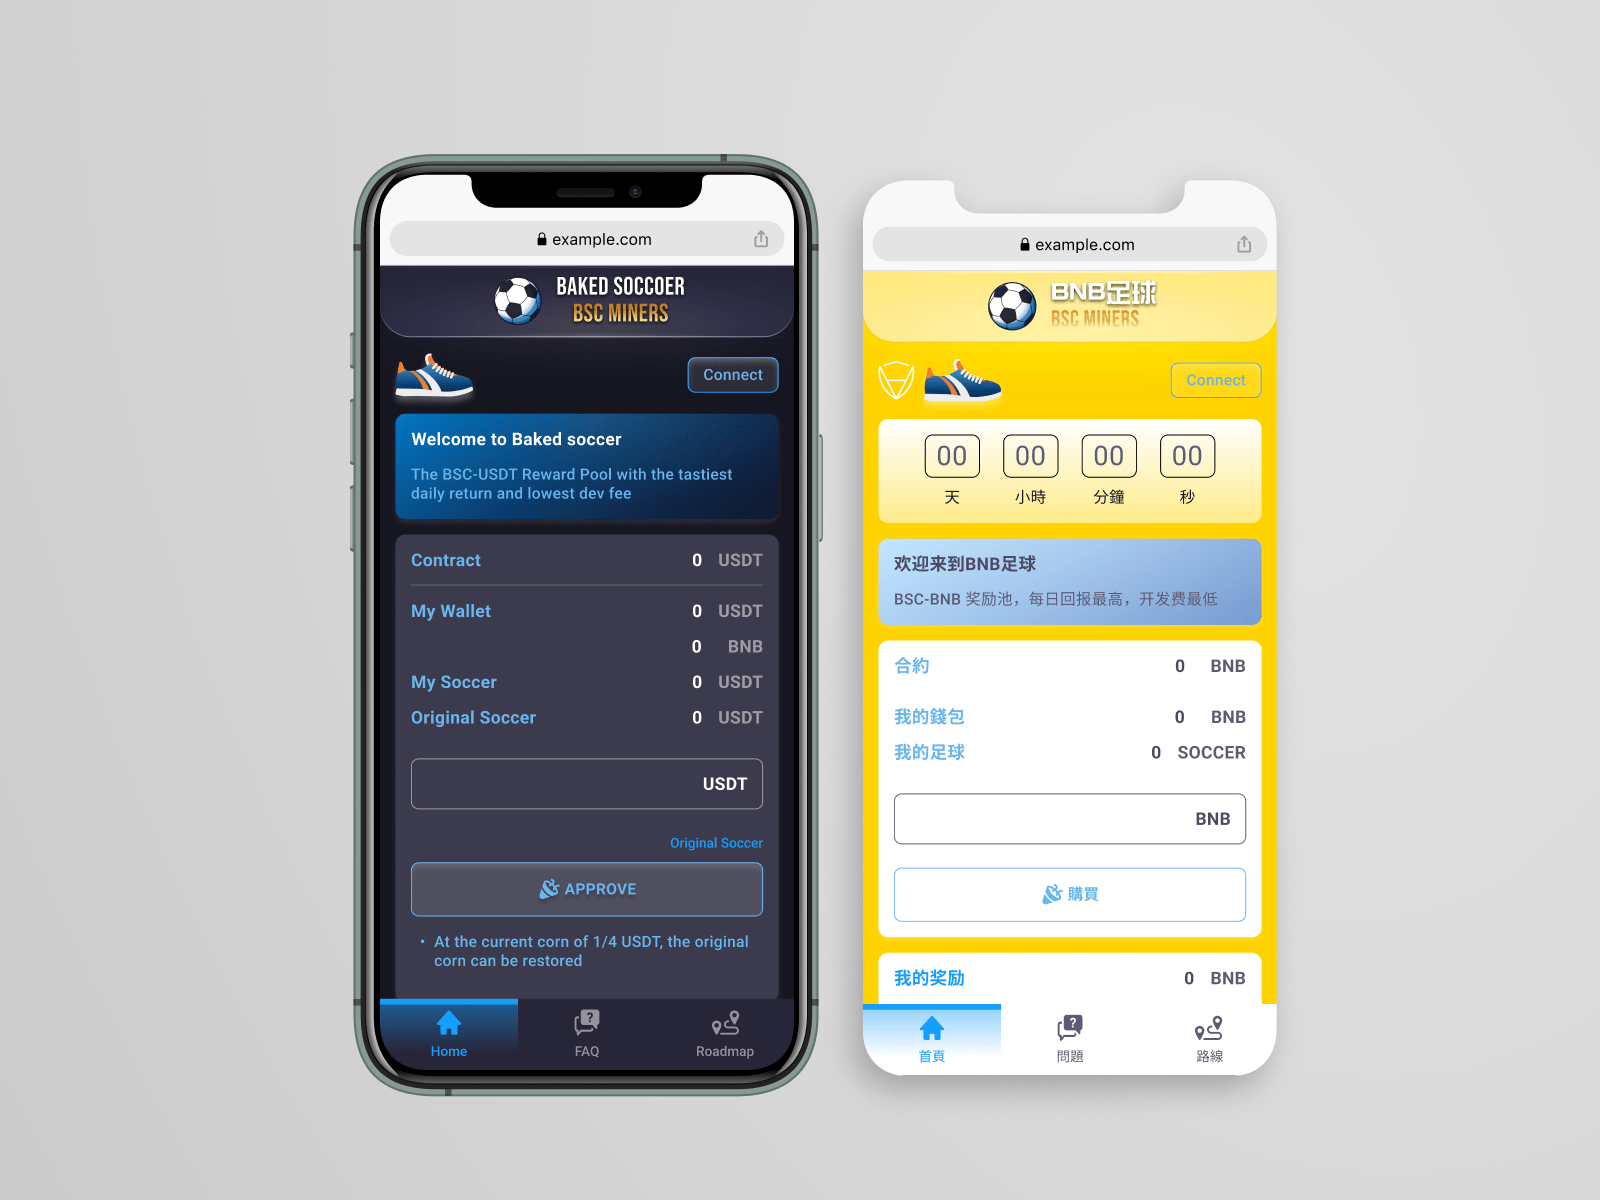 example.com
BAKED SOCCOER
BSC MINERS
Connect
Welcome to Baked soccer
The BSC-USDT Reward Pool with the tastiest
daily return and lowest dev fee
Contract 0 USDT
My Wallet 0 USDT
0 BNB
My Soccer 0 USDT
Original Soccer 0 USDT
USDT
Original Soccer
APPROVE
• At the current corn of 1/4 USDT, the original
corn can be restored
Home FAQ Roadmap
example.com
BNB足球
BSC MINERS
Connect
00 00 00 00
天 小時 分鐘 秒
欢迎来到BNB足球
BSC-BNB 奖励池，每日回报最高，开发费最低
合約 0 BNB
我的錢包 0 BNB
我的足球 0 SOCCER
BNB
購買
我的奖励 0 BNB
首頁 問題 路線